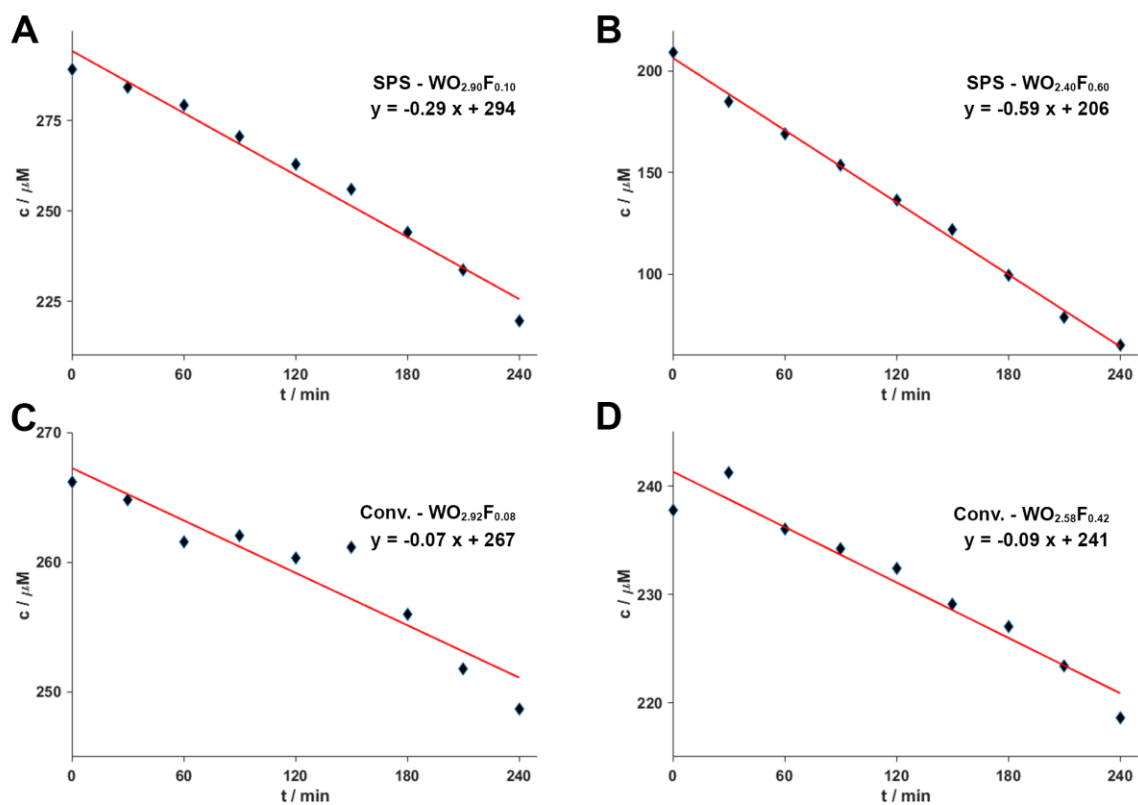 A
SPS - WO₂.₉₀F₀.₁₀
y = -0.29 x + 294
c / μM
275
250
225
0 60 120 180 240
t / min
B
SPS - WO₂.₄₀F₀.₆₀
y = -0.59 x + 206
c / μM
200
150
100
0 60 120 180 240
t / min
C
Conv. - WO₂.₉₂F₀.₀₈
y = -0.07 x + 267
c / μM
270
260
250
0 60 120 180 240
t / min
D
Conv. - WO₂.₅₈F₀.₄₂
y = -0.09 x + 241
c / μM
240
230
220
0 60 120 180 240
t / min